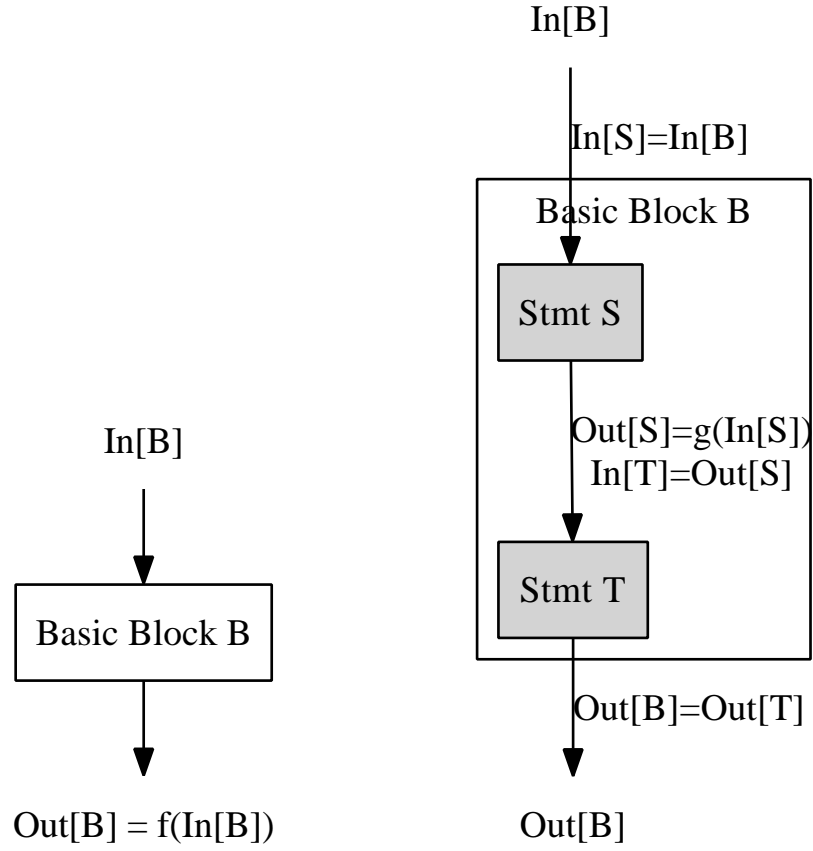 In[B]
In[S]=In[B]
Basic Block B
Stmt S
Out[S]=g(In[S])
In[T]=Out[S]
Stmt T
Out[B]=Out[T]
Out[B]
In[B]
Basic Block B
Out[B] = f(In[B])